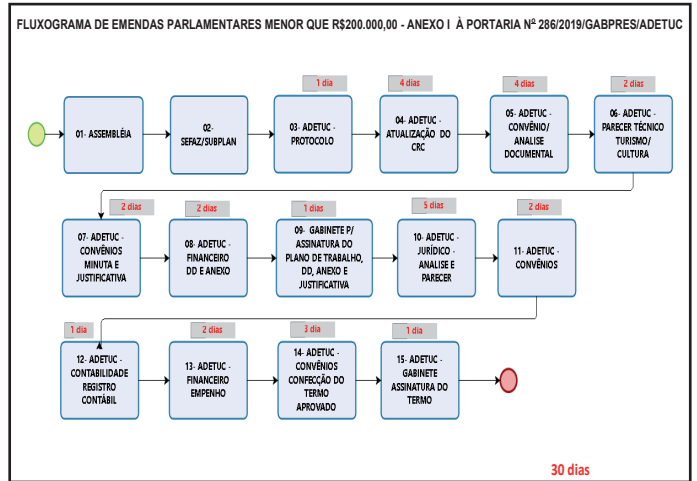 FLUXOGRAMA DE EMENDAS PARLAMENTARES MENOR QUE R$200.000,00 - ANEXO I À PORTARIA Nº 286/2019/GABPRES/ADETUC
1 dia
4 dias
4 dias
2 dias
01- ASSEMBLÉIA
02-
SEFAZ/SUBPLAN
03- ADETUC -
PROTOCOLO
04- ADETUC -
ATUALIZAÇÃO DO
CRC
05- ADETUC -
CONVÊNIO/
ANALISE
DOCUMENTAL
06- ADETUC -
PARECER TÉCNICO
TURISMO/
CULTURA
2 dias
2 dias
1 dias
5 dias
2 dias
07- ADETUC -
CONVÊNIOS
MINUTA E
JUSTIFICATIVA
08- ADETUC -
FINANCEIRO
DD E ANEXO
09- GABINETE P/
ASSINATURA DO
PLANO DE TRABALHO,
DD, ANEXO E
JUSTIFICATIVA
10- ADETUC -
JURÍDICO -
ANALISE E
PARECER
11- ADETUC -
CONVÊNIOS
1 dia
2 dias
3 dia
1 dia
12- ADETUC -
CONTABILIDADE
REGISTRO
CONTÁBIL
13- ADETUC -
FINANCEIRO
EMPENHO
14- ADETUC -
CONVÊNIOS
CONFECÇÃO DO
TERMO
APROVADO
15- ADETUC -
GABINETE
ASSINATURA DO
TERMO
30 dias